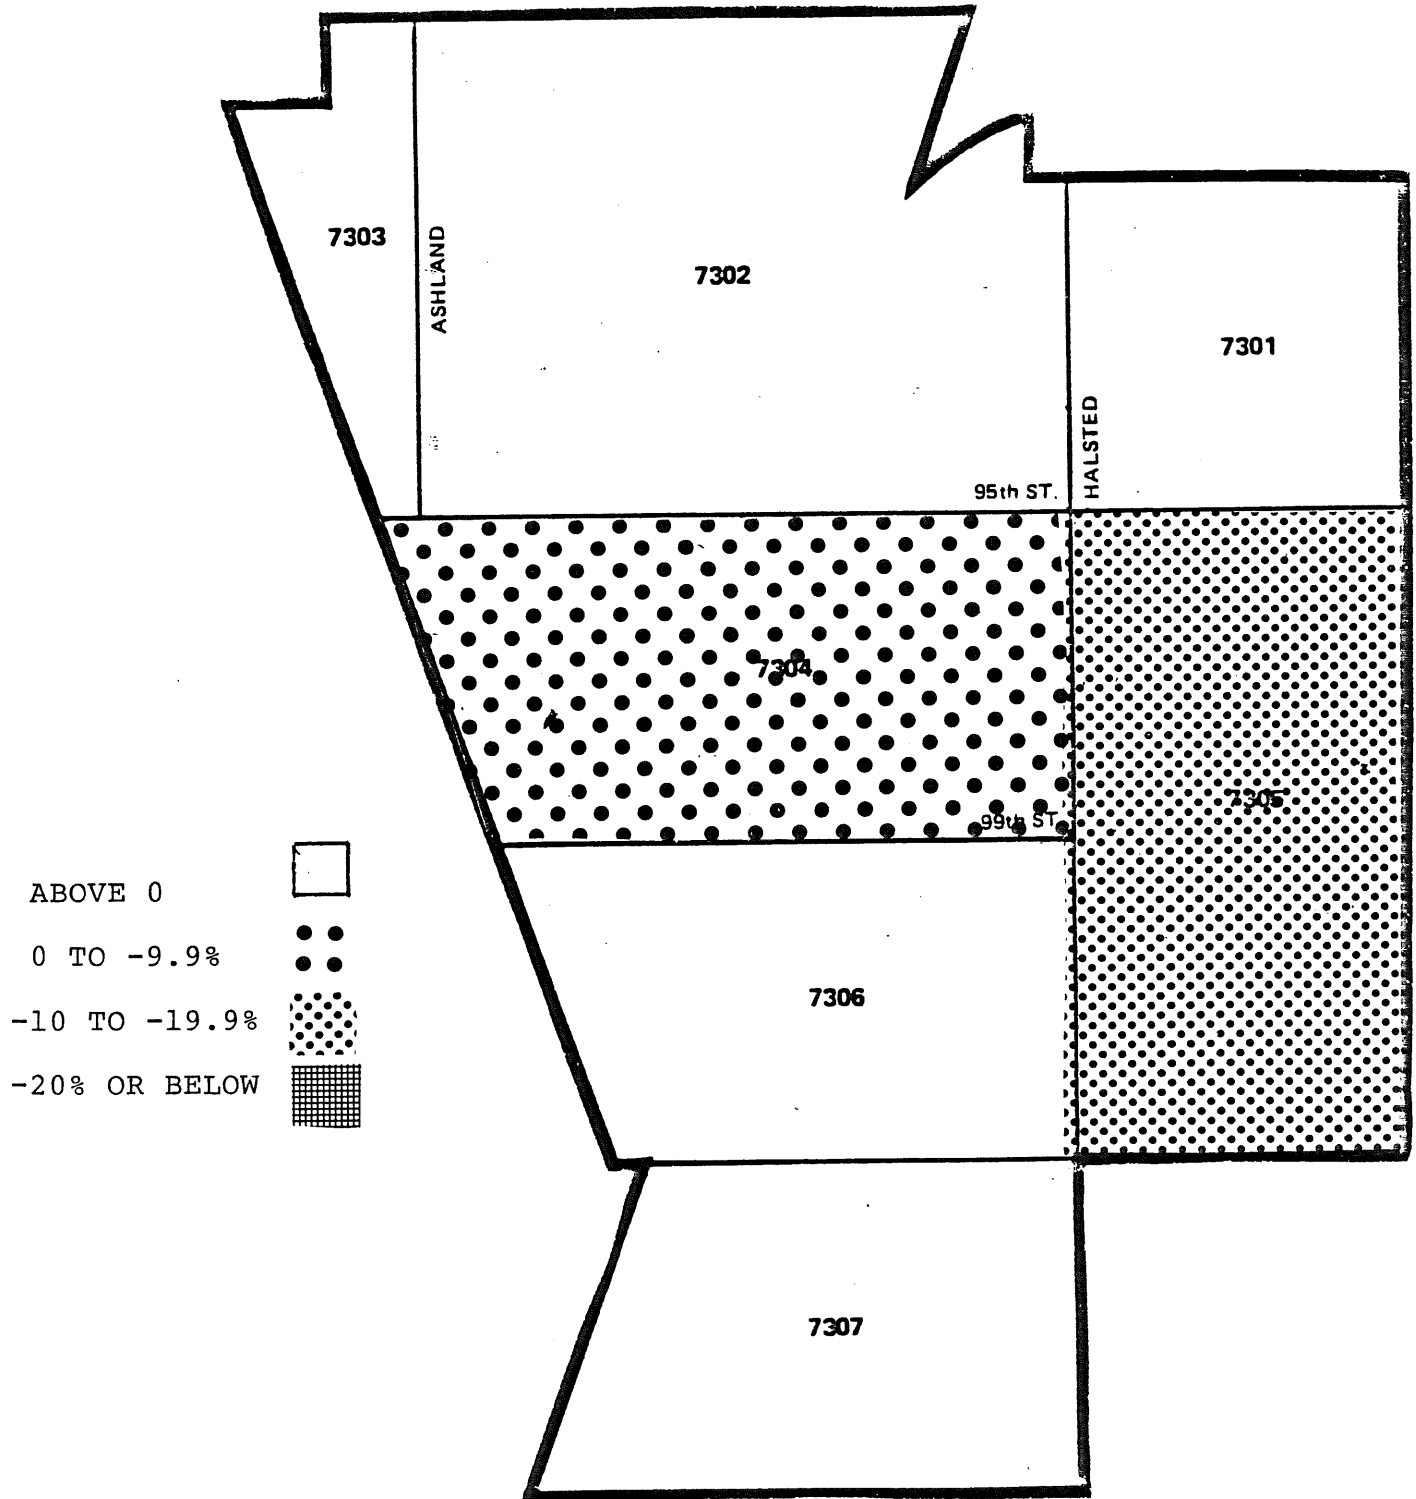 7303
ASHLAND
7302
7301
HALSTED
95th ST.
7304
99th ST
7305
ABOVE 0
0 TO -9.9%
-10 TO -19.9%
-20% OR BELOW
7306
7307